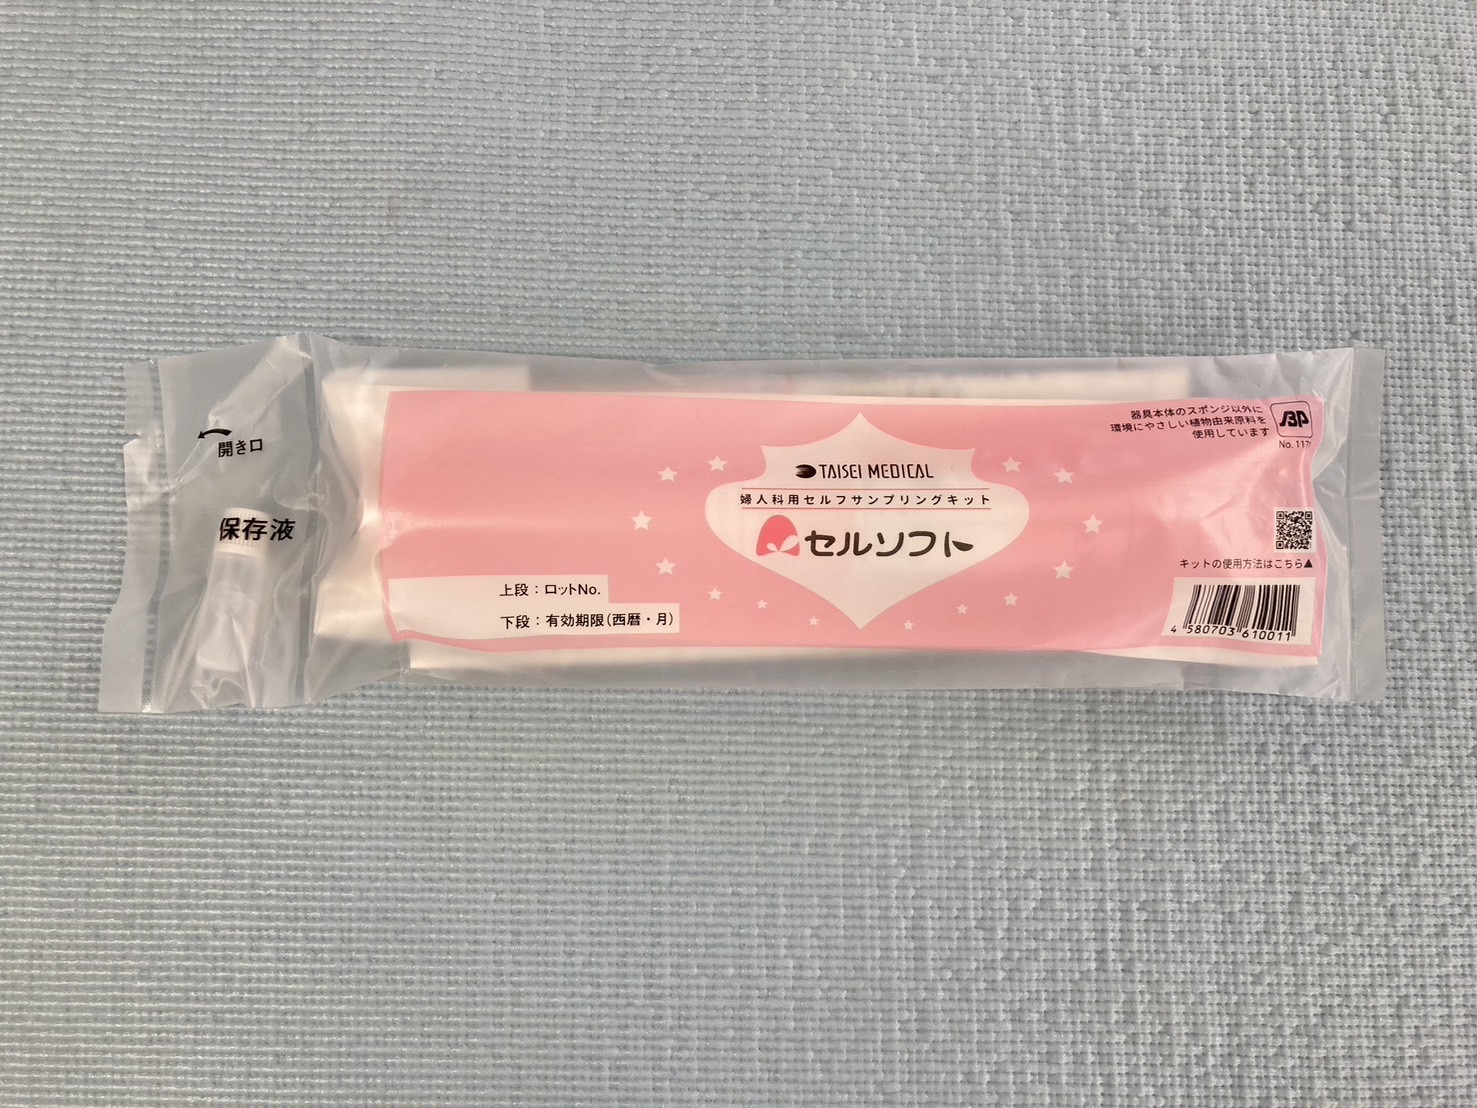 開き口
保存液
TAISEI MEDICAL
婦人科用セルフサンプリングキット
セルソフト
上段：ロットNo.
下段：有効期限(西暦・月)
器具本体のスポンジ以外に
環境にやさしい植物由来原料を
使用しています
JBP
No.
キットの使用方法はこちら▲
4 580703 610011